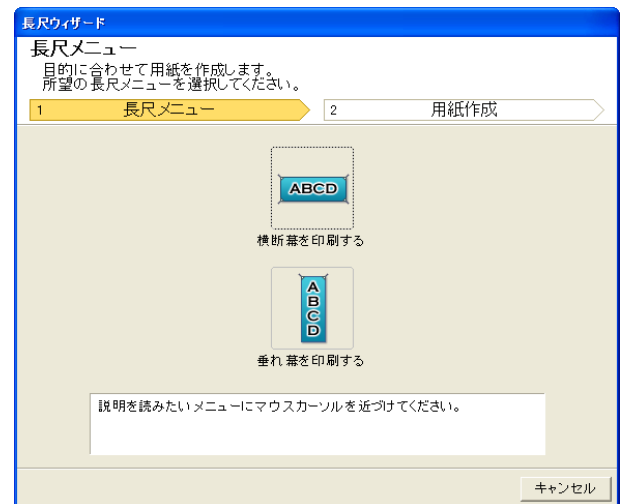 長尺ウィザード
長尺メニュー
目的に合わせて用紙を作成します。
所望の長尺メニューを選択してください。
1 長尺メニュー 2 用紙作成
ABCD
横断幕を印刷する
A
B
C
D
垂れ幕を印刷する
説明を読みたいメニューにマウスカーソルを近づけてください。
キャンセル